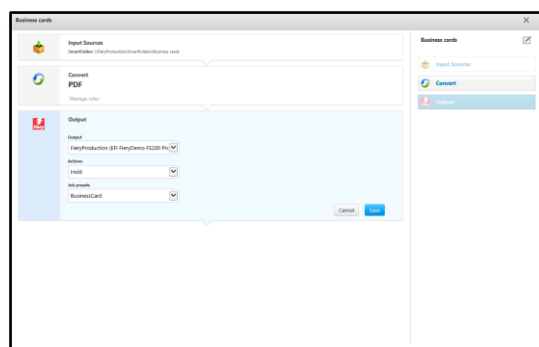 Business cards
Input Sources
SmartFolder: \\FieryProduction\SmartFolders\Business cards
Convert
PDF
Manage rules
Output
Output
FieryProduction (EFI FieryDemo FS200 Pro
Actions
Hold
Job presets
BusinessCard
Cancel
Save
Business cards
Input Sources
Convert
Output